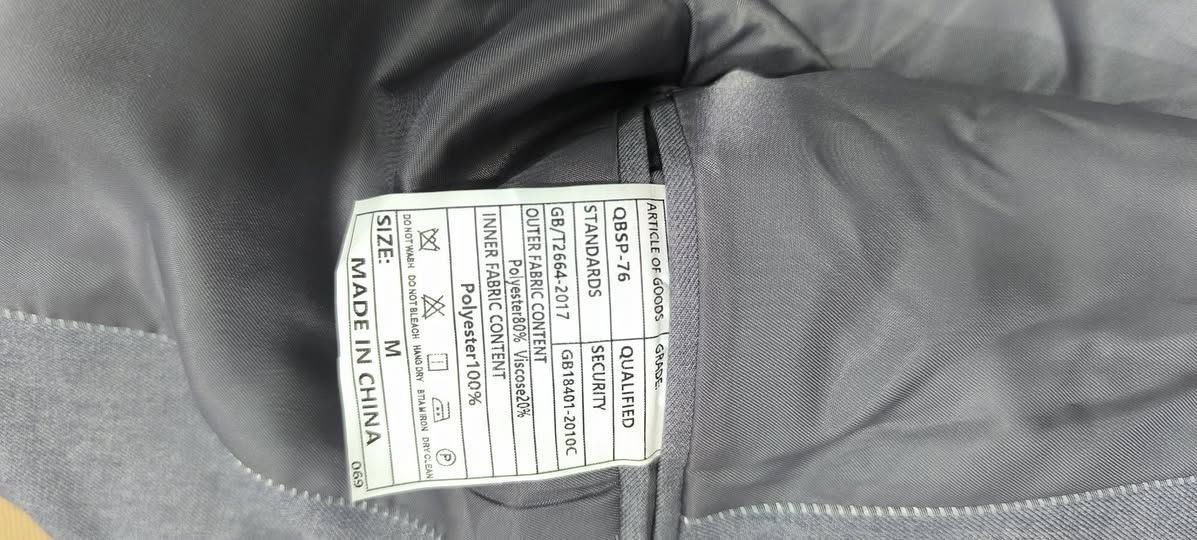 ARTICLE OF GOODS GRADE:
QBSP-76 QUALIFIED
STANDARDS SECURITY
GB/T2664-2017 GB18401-2010C
OUTER FABRIC CONTENT
Polyester80% Viscose20%
INNER FABRIC CONTENT
Polyester100%
P
DO NOT WASH DO NOT BLEACH HANG DRY DRY CLEAN
SIZE: M
MADE IN CHINA
069